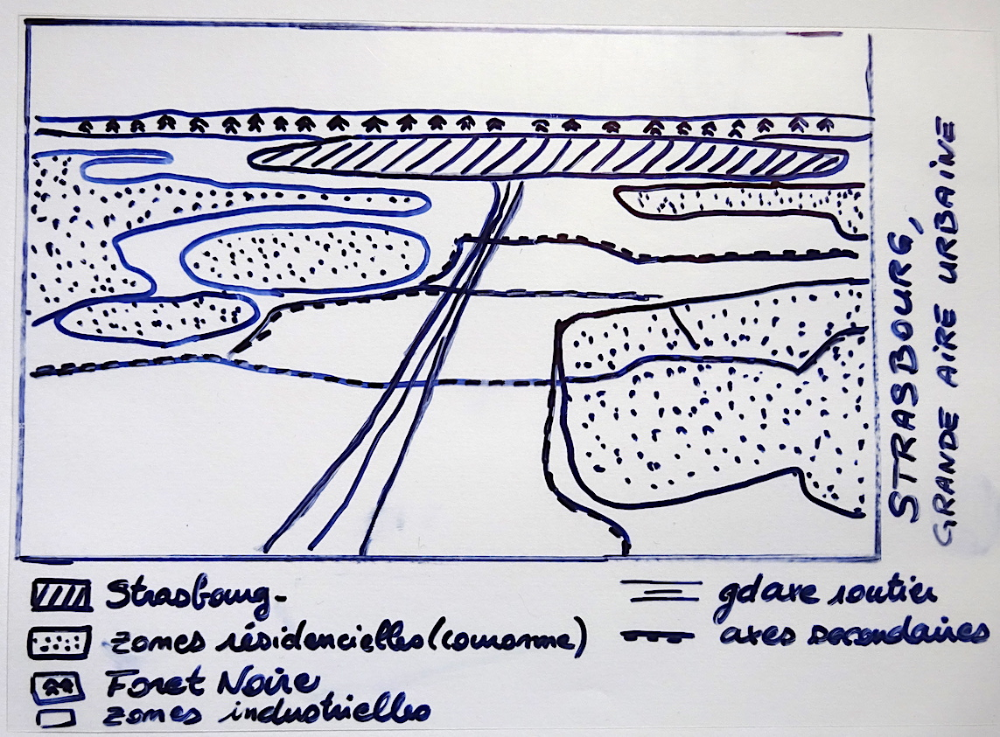 STRASBOURG,
GRANDE AIRE URBAINE
Strasbourg-
zones résidencielles (couronne)
Foret Noire
zones industrielles
gd axe routier
axes secondaires